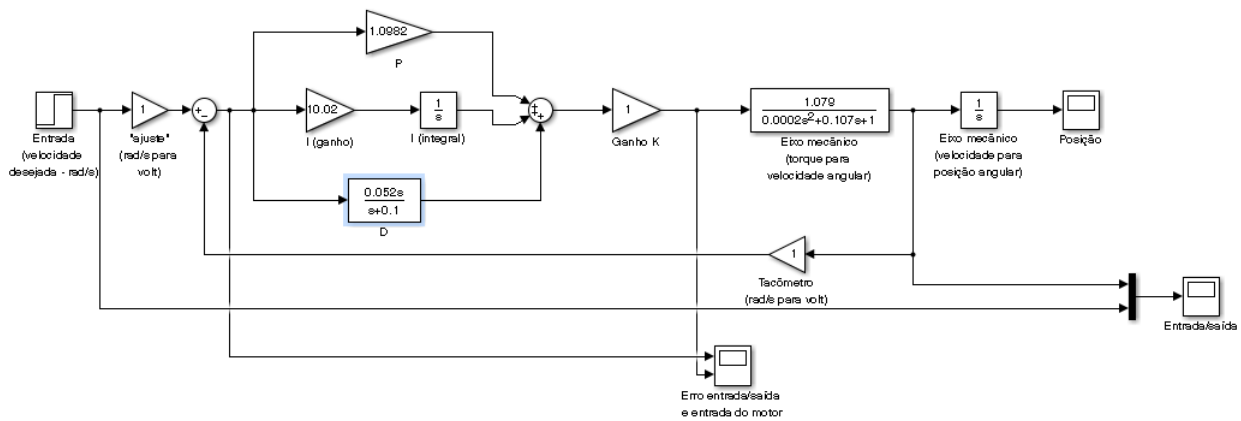 1.0982
P
1
10.02
1
s
1
1.079
0.0002s²+0.107s+1
1
s
Entrada
(velocidade
desejada - rad/s)
"ajuste"
(rad/s para
volt)
I (ganho)
I (integral)
Ganho K
Eixo mecânico
(torque para
velocidade angular)
Eixo mecânico
(velocidade para
posição angular)
Posição
0.052s
s+0.1
D
1
Tacômetro
(rad/s para volt)
Entrada/saída
Erro entrada/saída
e entrada do motor